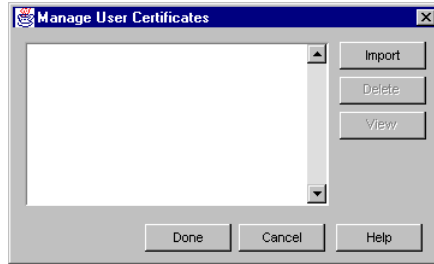 Manage User Certificates
Import
Delete
View
Done Cancel Help